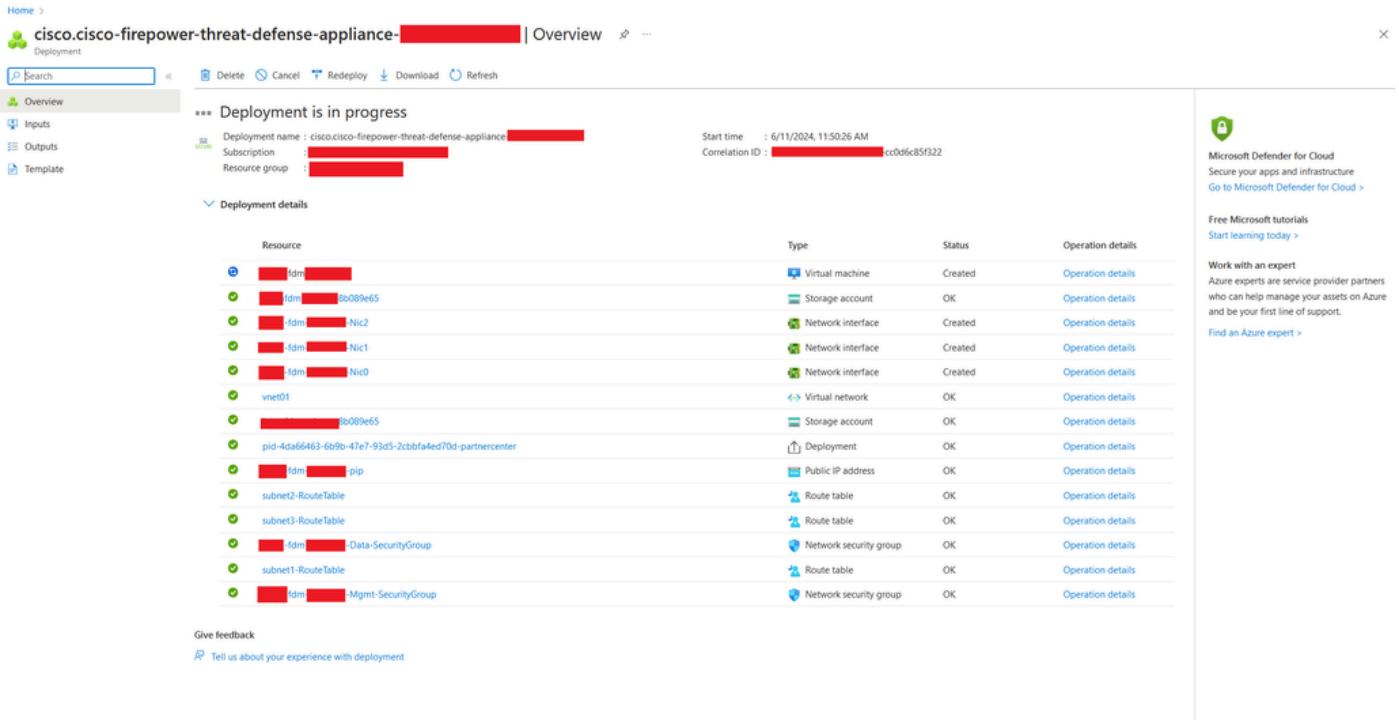 Home >
cisco.cisco-firepower-threat-defense-appliance- | Overview
Deployment
Search
Overview
Inputs
Outputs
Template
Delete Cancel Redeploy Download Refresh
Deployment is in progress
Deployment name : cisco.cisco-firepower-threat-defense-appliance-
Subscription :
Resource group :
Start time : 6/11/2024, 11:50:26 AM
Correlation ID : -cc0d6c85f322
Deployment details
Resource Type Status Operation details
fdm Virtual machine Created Operation details
-fdm 8b089e65 Storage account OK Operation details
-fdm- -Nic2 Network interface Created Operation details
-fdm- -Nic1 Network interface Created Operation details
-fdm- -Nic0 Network interface Created Operation details
vnet01 Virtual network OK Operation details
8b089e65 Storage account OK Operation details
pid-4da66463-6b9b-47e7-93d5-2cbbfa4ed70d-partnercenter Deployment OK Operation details
fdm- -pip Public IP address OK Operation details
subnet2-RouteTable Route table OK Operation details
subnet3-RouteTable Route table OK Operation details
-fdm- -Data-SecurityGroup Network security group OK Operation details
subnet1-RouteTable Route table OK Operation details
fdm- -Mgmt-SecurityGroup Network security group OK Operation details
Give feedback
Tell us about your experience with deployment
Microsoft Defender for Cloud
Secure your apps and infrastructure
Go to Microsoft Defender for Cloud >
Free Microsoft tutorials
Start learning today >
Work with an expert
Azure experts are service provider partners
who can help manage your assets on Azure
and be your first line of support.
Find an Azure expert >